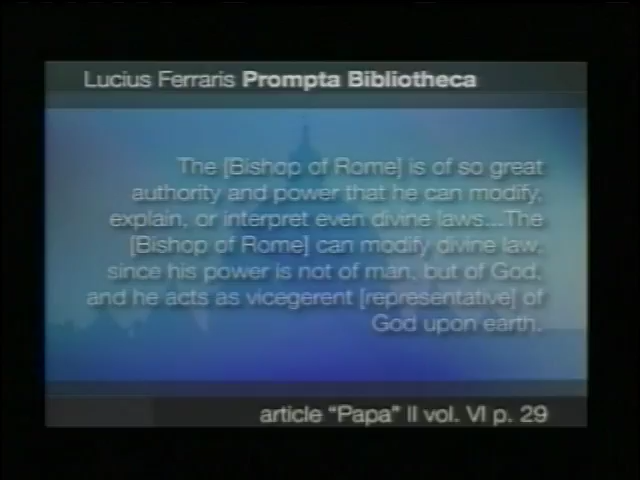 Lucius Ferraris Prompta Bibliotheca
The [Bishop of Rome] is of so great
authority and power that he can modify,
explain, or interpret even divine laws...The
[Bishop of Rome] can modify divine law,
since his power is not of man, but of God,
and he acts as vicegerent [representative] of
God upon earth.
article "Papa" II vol. VI p. 29